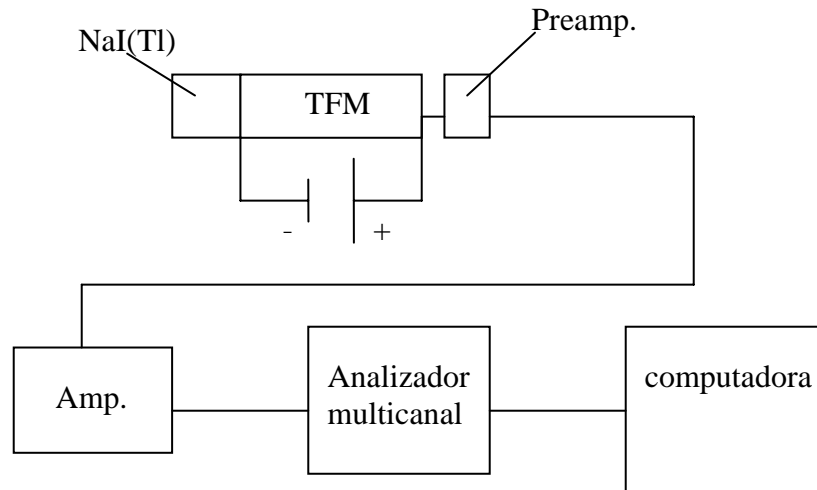 Preamp.
NaI(Tl)
TFM
-
+
Amp.
Analizador
multicanal
computadora